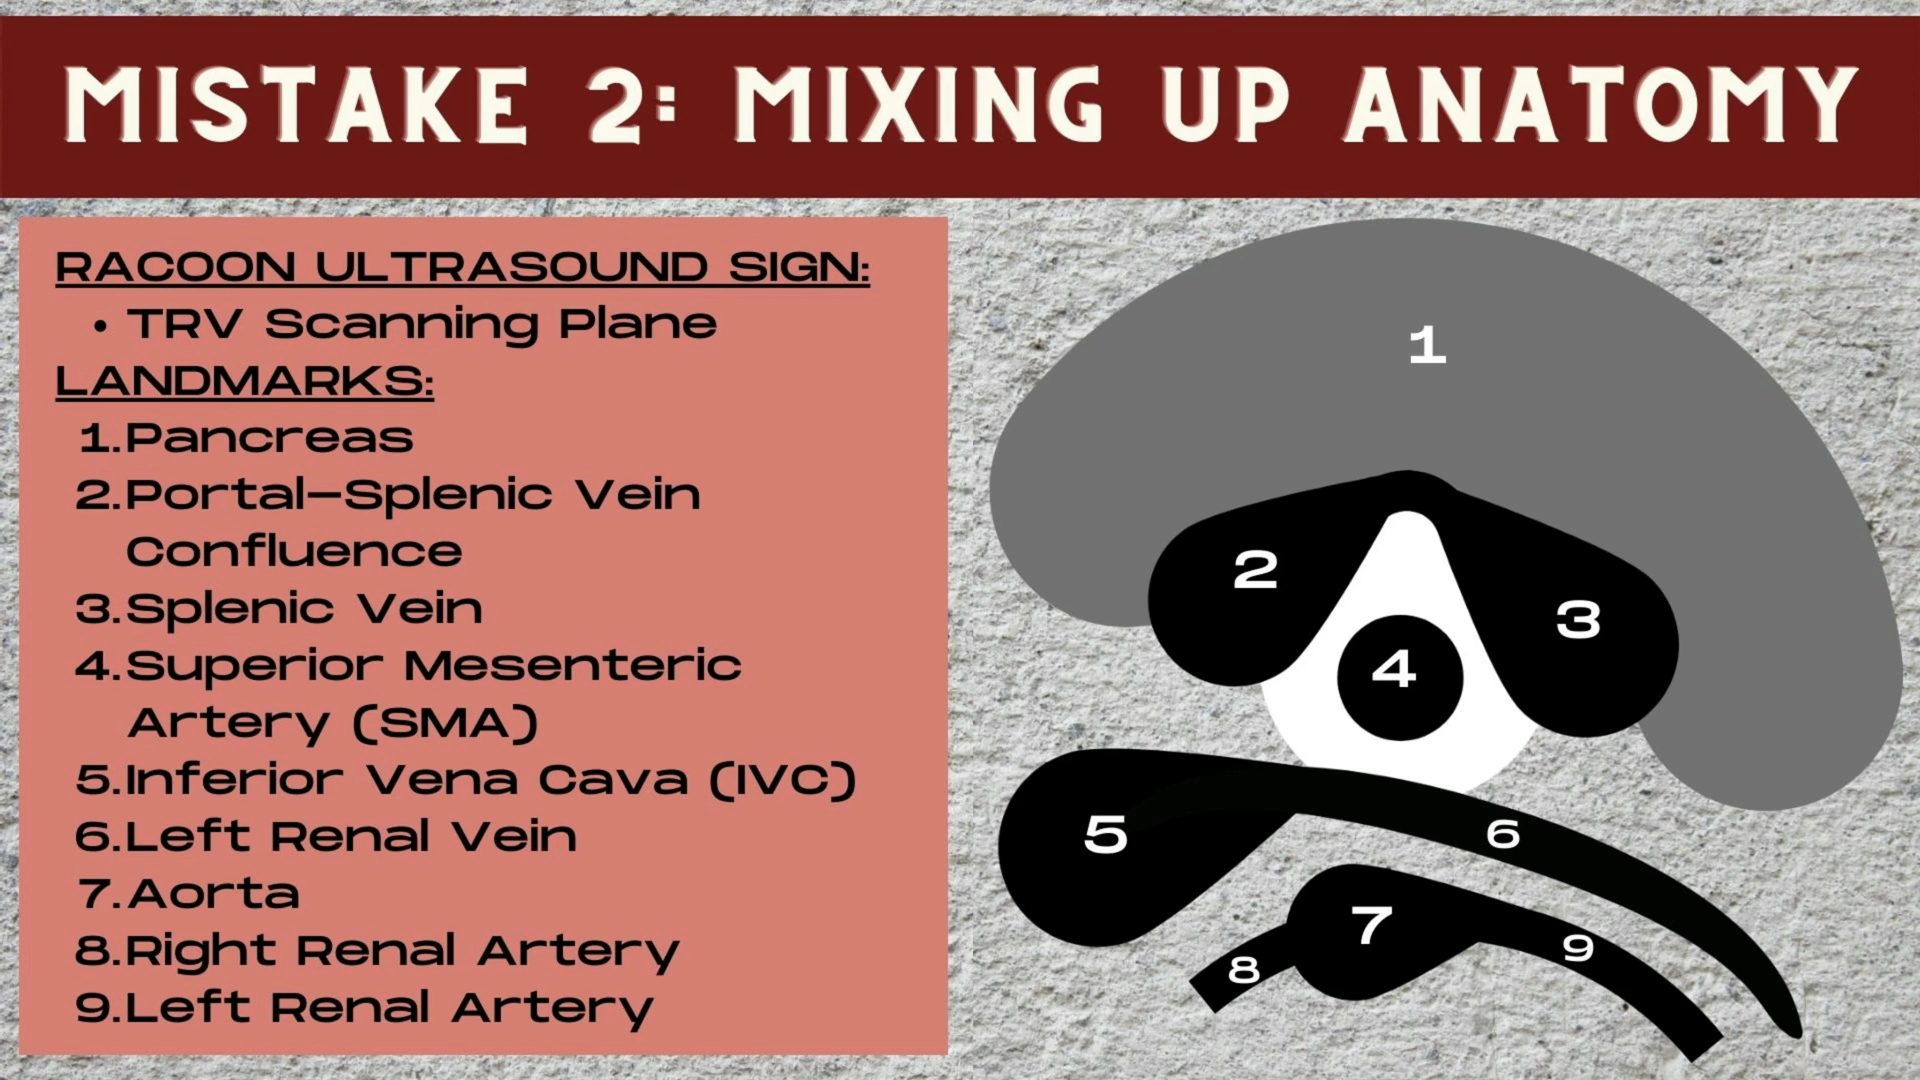 MISTAKE 2: MIXING UP ANATOMY
RACOON ULTRASOUND SIGN:
• TRV Scanning Plane
LANDMARKS:
1.Pancreas
2.Portal-Splenic Vein
Confluence
3.Splenic Vein
4.Superior Mesenteric
Artery (SMA)
5.Inferior Vena Cava (IVC)
6.Left Renal Vein
7.Aorta
8.Right Renal Artery
9.Left Renal Artery
1
2
3
4
5
6
7
8
9